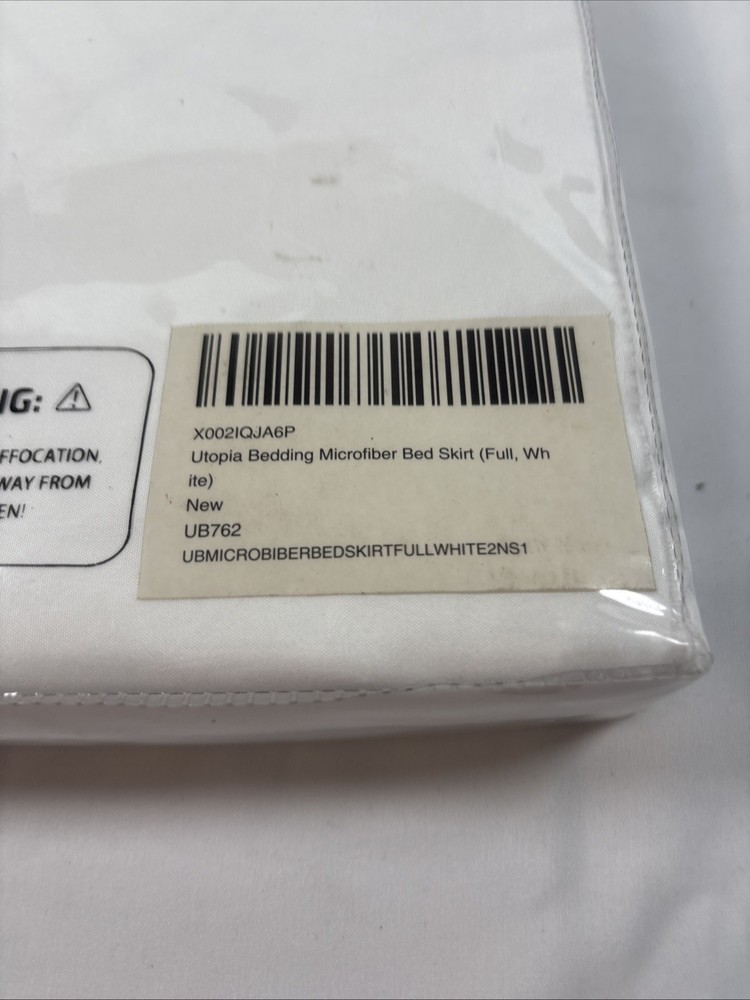 G:
FFOCATION,
WAY FROM
EN!
X002IQJA6P
Utopia Bedding Microfiber Bed Skirt (Full, Wh
ite)
New
UB762
UBMICROBIBERBEDSKIRTFULLWHITE2NS1